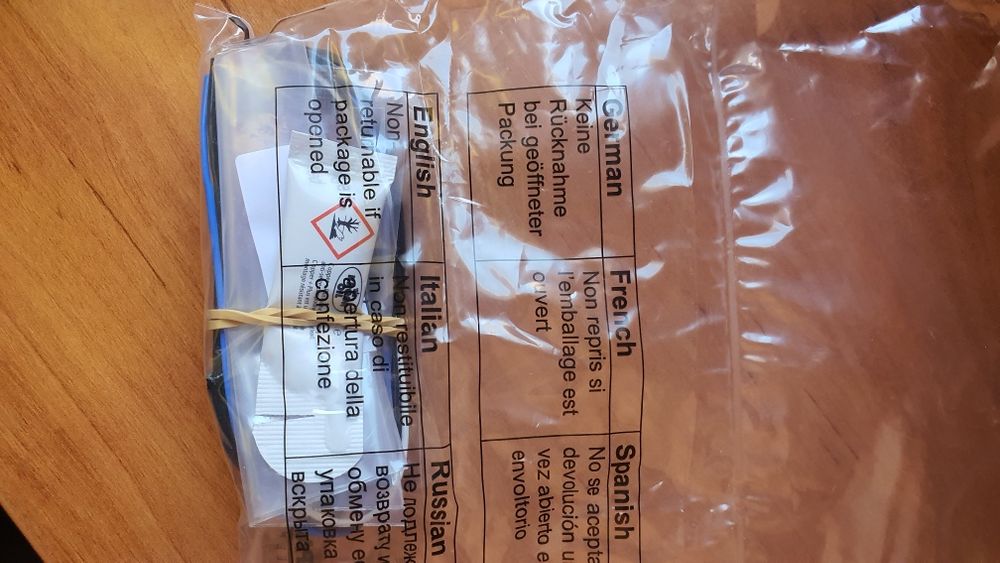 German
Keine
Rücknahme
bei geöffneter
Packung
French
Non repris si
l'emballage est
ouvert
Spanish
No se acepta
devolución u
vez abierto e
envoltorio
English
Non
returnable if
package is
opened
Italian
Non restituibile
in caso di
apertura della
confezione
Russian
Не подлеж
возврату и
обмену ес
упаковка
вскрыта